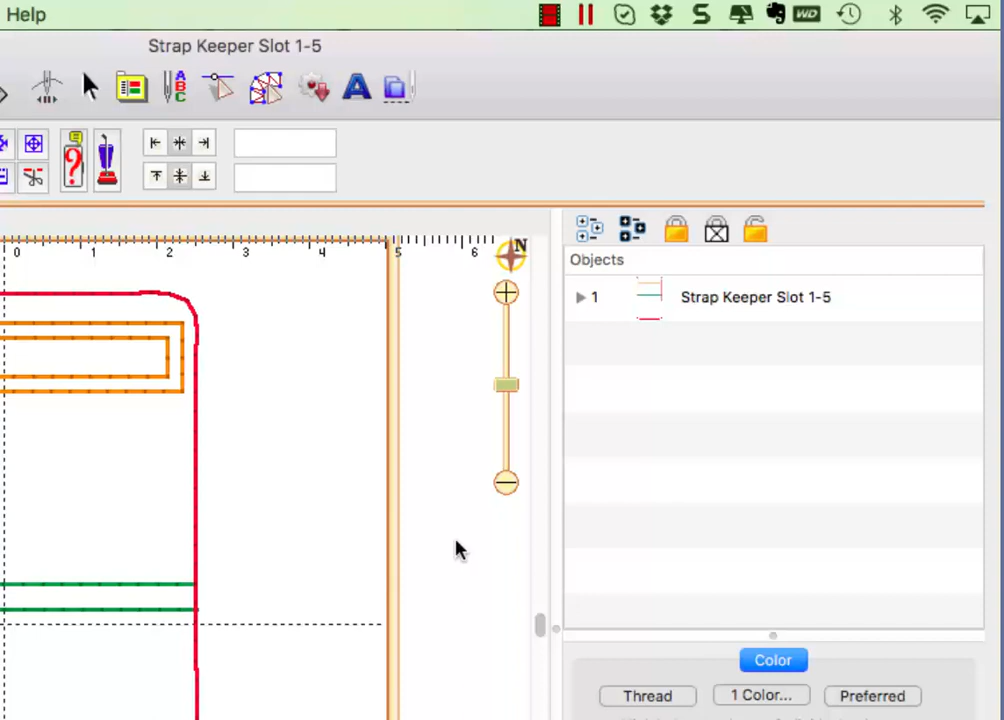 Help
WD
Strap Keeper Slot 1-5
A
B
C
A
?
N
0 1 2 3 4 5 6
Objects
1 Strap Keeper Slot 1-5
Color
Thread 1 Color... Preferred